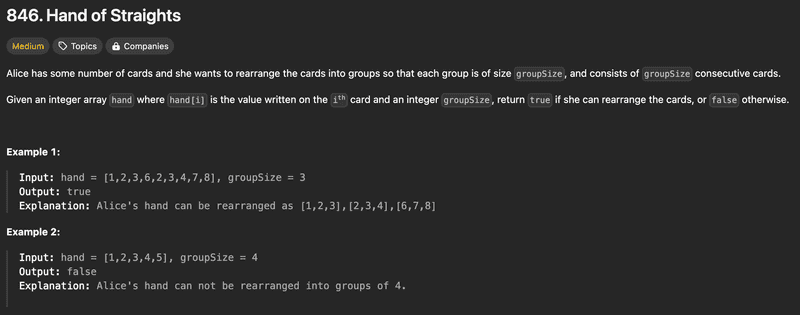 846. Hand of Straights
Medium Topics Companies
Alice has some number of cards and she wants to rearrange the cards into groups so that each group is of size groupSize, and consists of groupSize consecutive cards.
Given an integer array hand where hand[i] is the value written on the ith card and an integer groupSize, return true if she can rearrange the cards, or false otherwise.
Example 1:
Input: hand = [1,2,3,6,2,3,4,7,8], groupSize = 3
Output: true
Explanation: Alice's hand can be rearranged as [1,2,3],[2,3,4],[6,7,8]
Example 2:
Input: hand = [1,2,3,4,5], groupSize = 4
Output: false
Explanation: Alice's hand can not be rearranged into groups of 4.